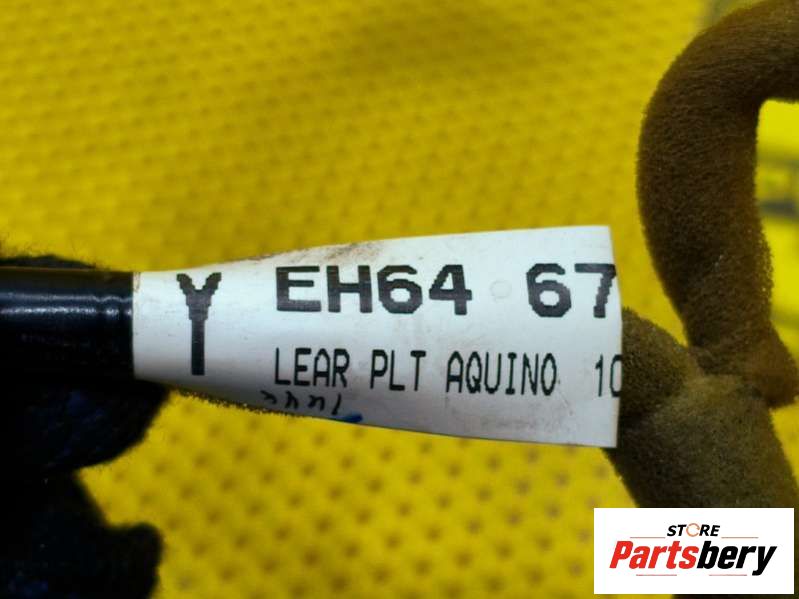 Y EH64 67
LEAR PLT AQUINO 10
STORE
Partsbery